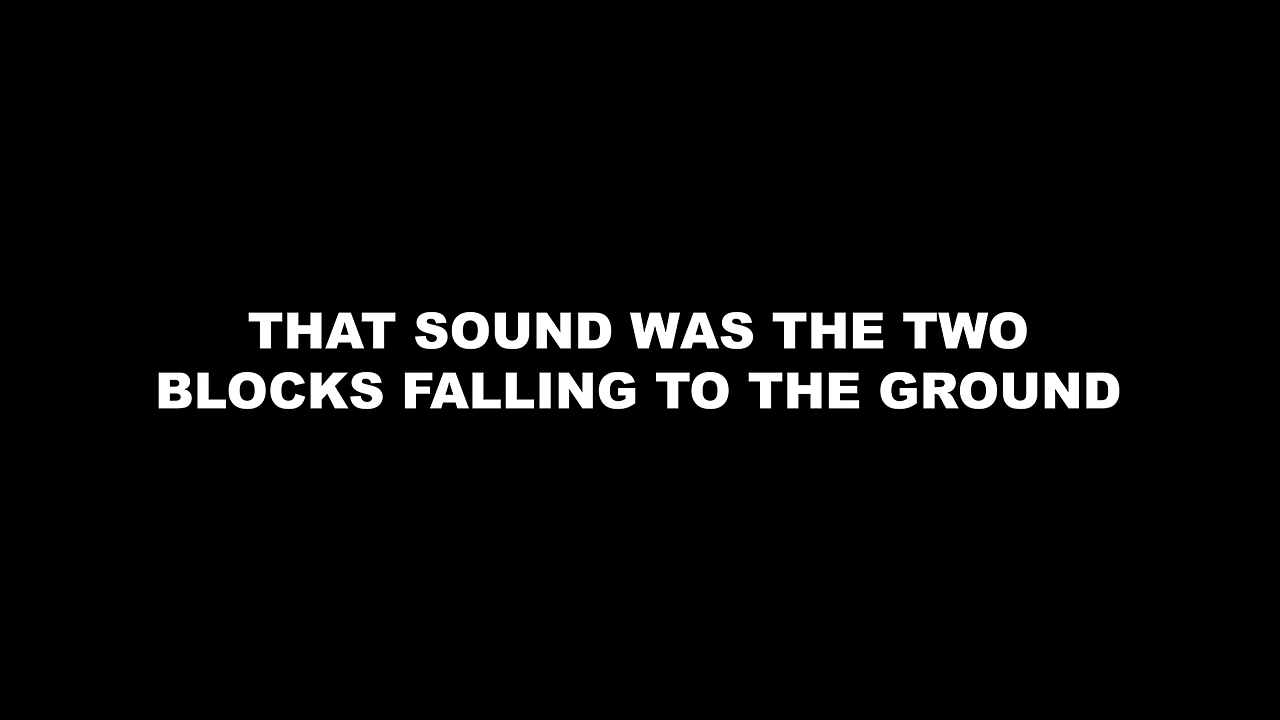 THAT SOUND WAS THE TWO
BLOCKS FALLING TO THE GROUND